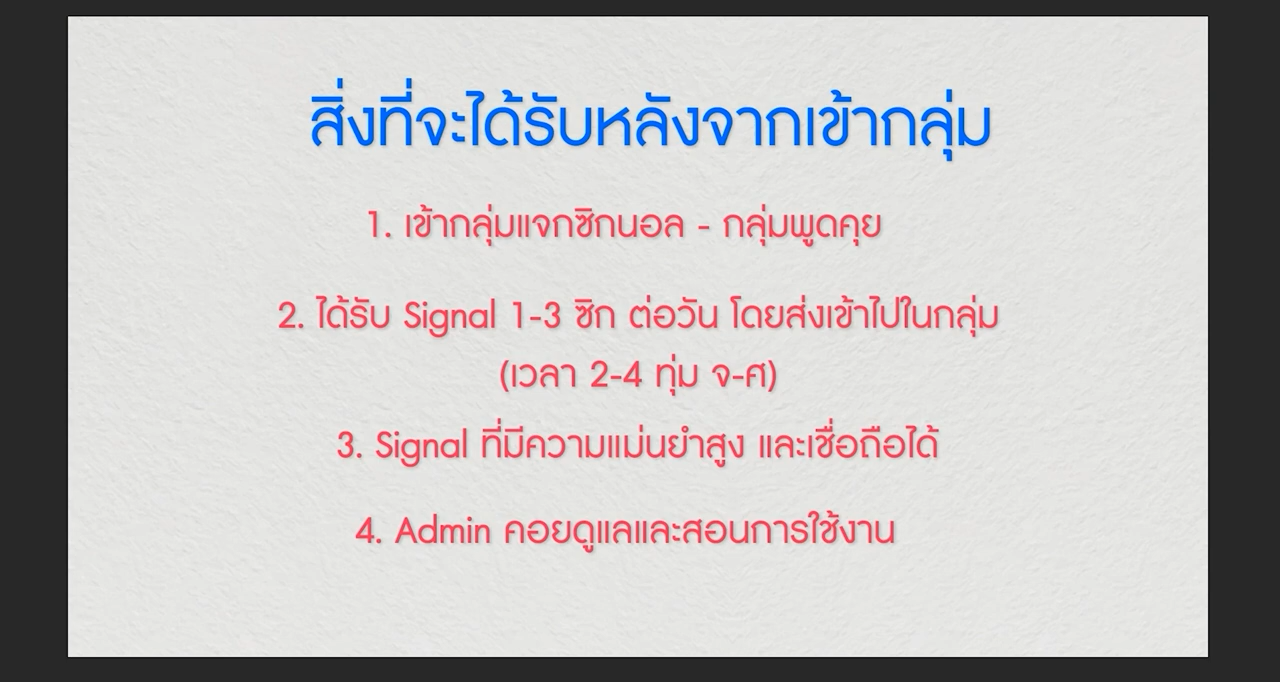 สิ่งที่จะได้รับหลังจากเข้ากลุ่ม
1. เข้ากลุ่มแจกซิกนอล - กลุ่มพูดคุย
2. ได้รับ Signal 1-3 ซิก ต่อวัน โดยส่งเข้าไปในกลุ่ม
(เวลา 2-4 ทุ่ม จ-ศ)
3. Signal ที่มีความแม่นยำสูง และเชื่อถือได้
4. Admin คอยดูแลและสอนการใช้งาน